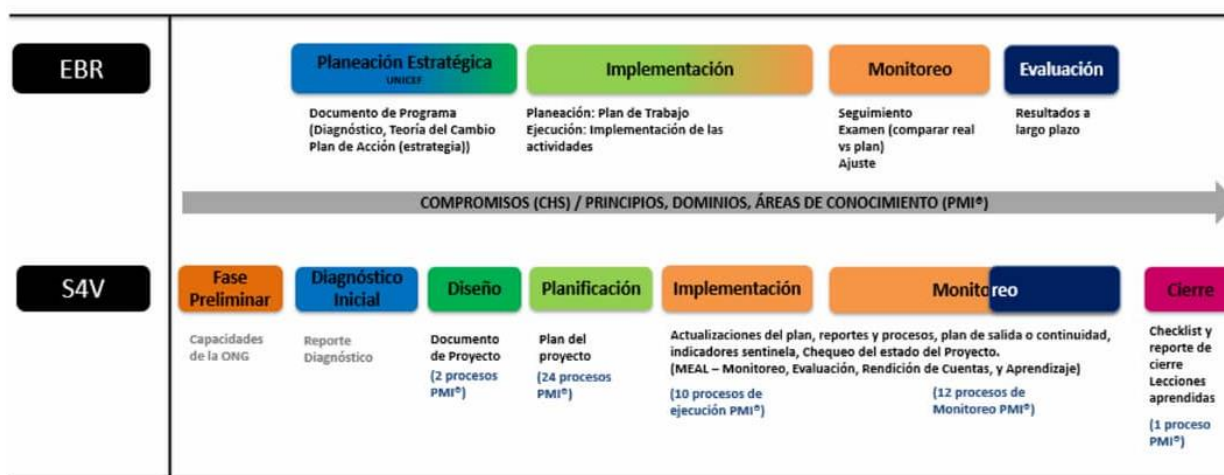 EBR
Planeación Estratégica
UNICEF
Implementación
Monitoreo
Evaluación
Documento de Programa
(Diagnóstico, Teoría del Cambio
Plan de Acción (estrategia))
Planeación: Plan de Trabajo
Ejecución: Implementación de las
actividades
Seguimiento
Examen (comparar real
vs plan)
Ajuste
Resultados a
largo plazo
COMPROMISOS (CHS) / PRINCIPIOS, DOMINIOS, ÁREAS DE CONOCIMIENTO (PMI®)
S4V
Fase
Preliminar
Diagnóstico
Inicial
Diseño
Planificación
Implementación
Monitoreo
Cierre
Capacidades
de la ONG
Reporte
Diagnóstico
Documento
de Proyecto
(2 procesos
PMI®)
Plan del
proyecto
(24 procesos
PMI®)
Actualizaciones del plan, reportes y procesos, plan de salida o continuidad,
indicadores sentinela, Chequeo del estado del Proyecto.
(MEAL – Monitoreo, Evaluación, Rendición de Cuentas, y Aprendizaje)
(10 procesos de
ejecución PMI®)
(12 procesos de
Monitoreo PMI®)
Checklist y
reporte de
cierre
Lecciones
aprendidas
(1 proceso
PMI®)